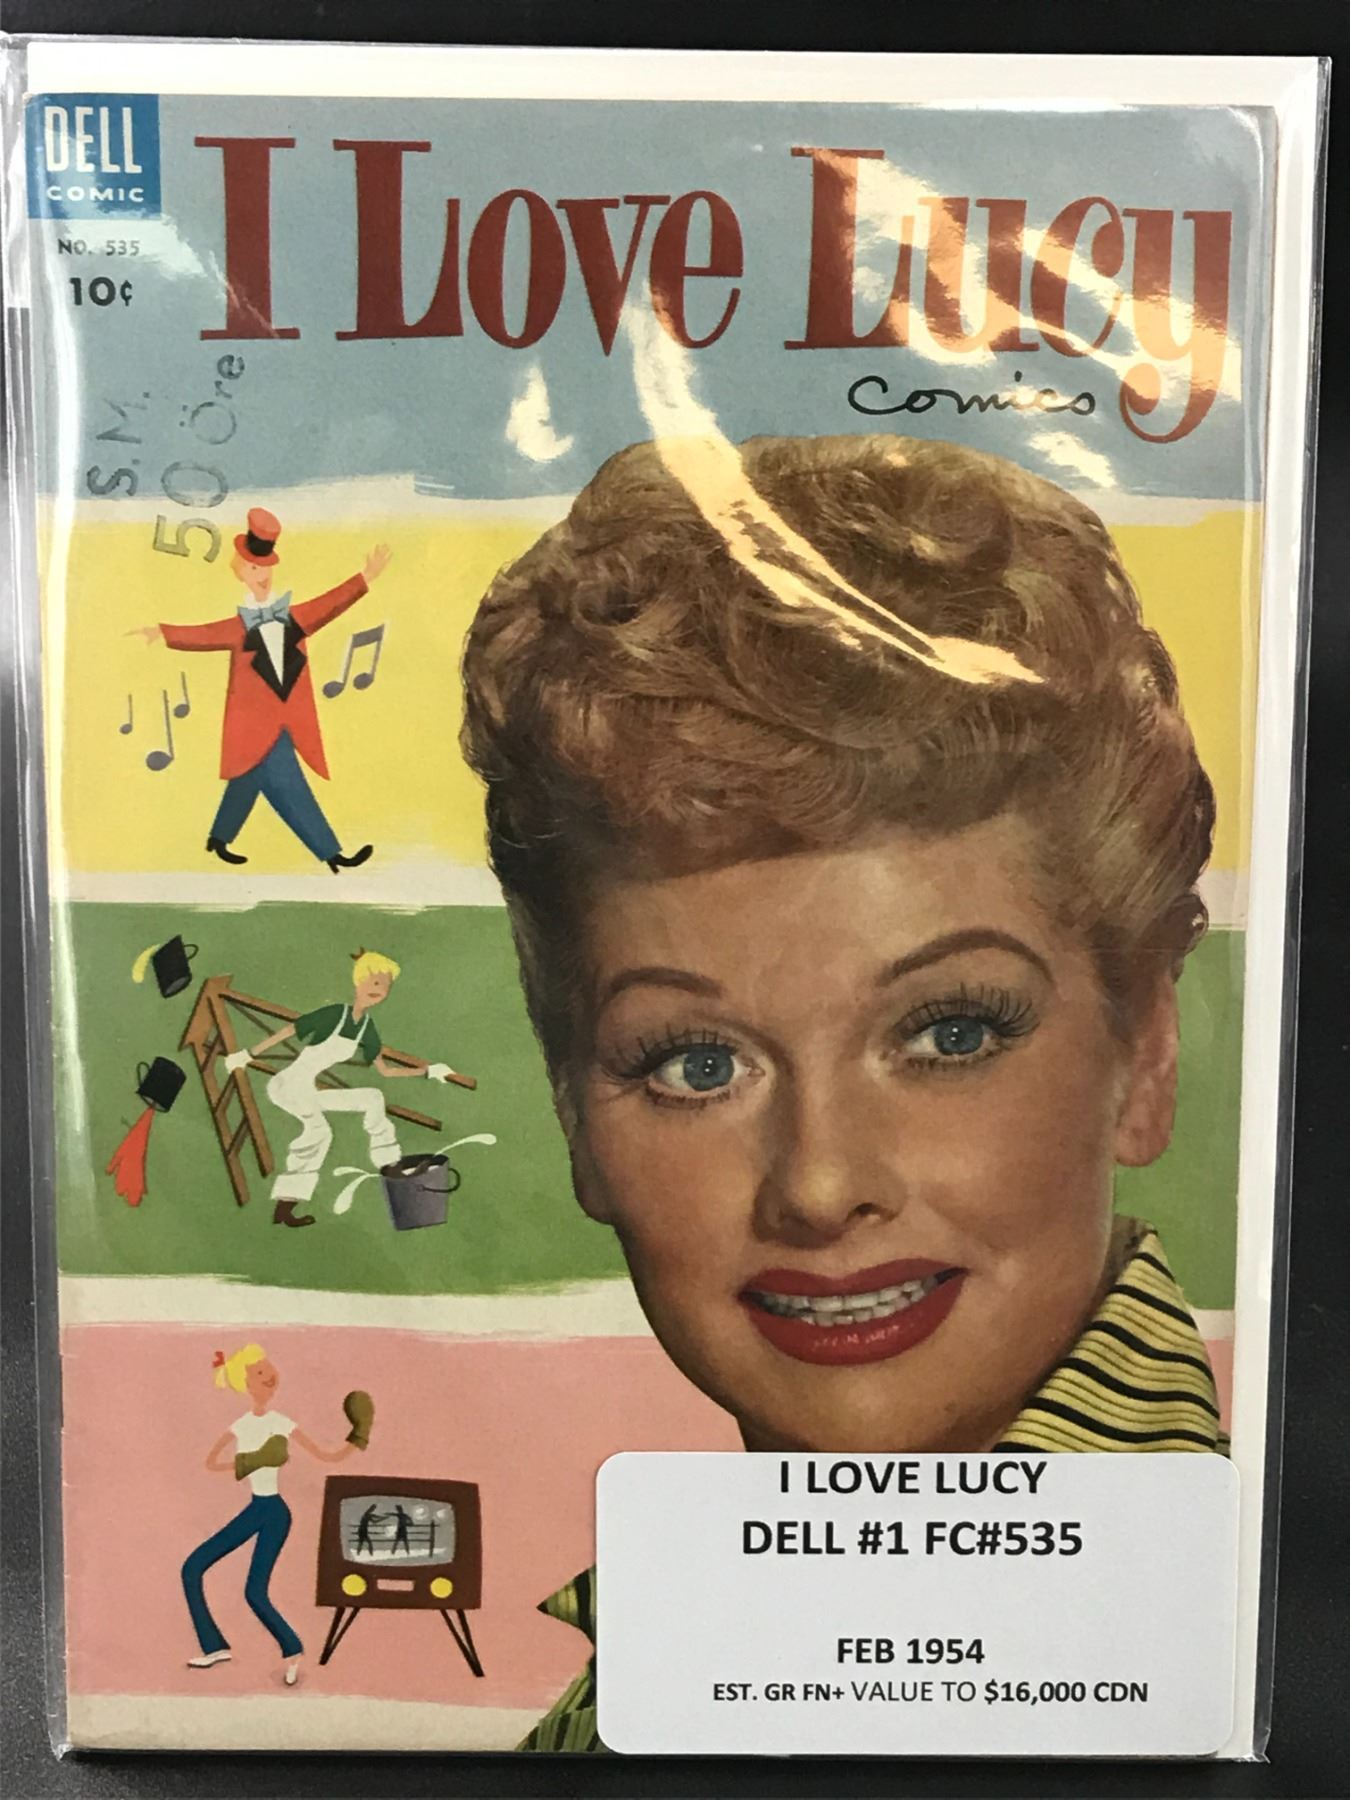 DELL
COMIC
NO. 535
10¢
I Love Lucy
Comics
S.M.
50 Öre
I LOVE LUCY
DELL #1 FC#535
FEB 1954
EST. GR FN+ VALUE TO $16,000 CDN